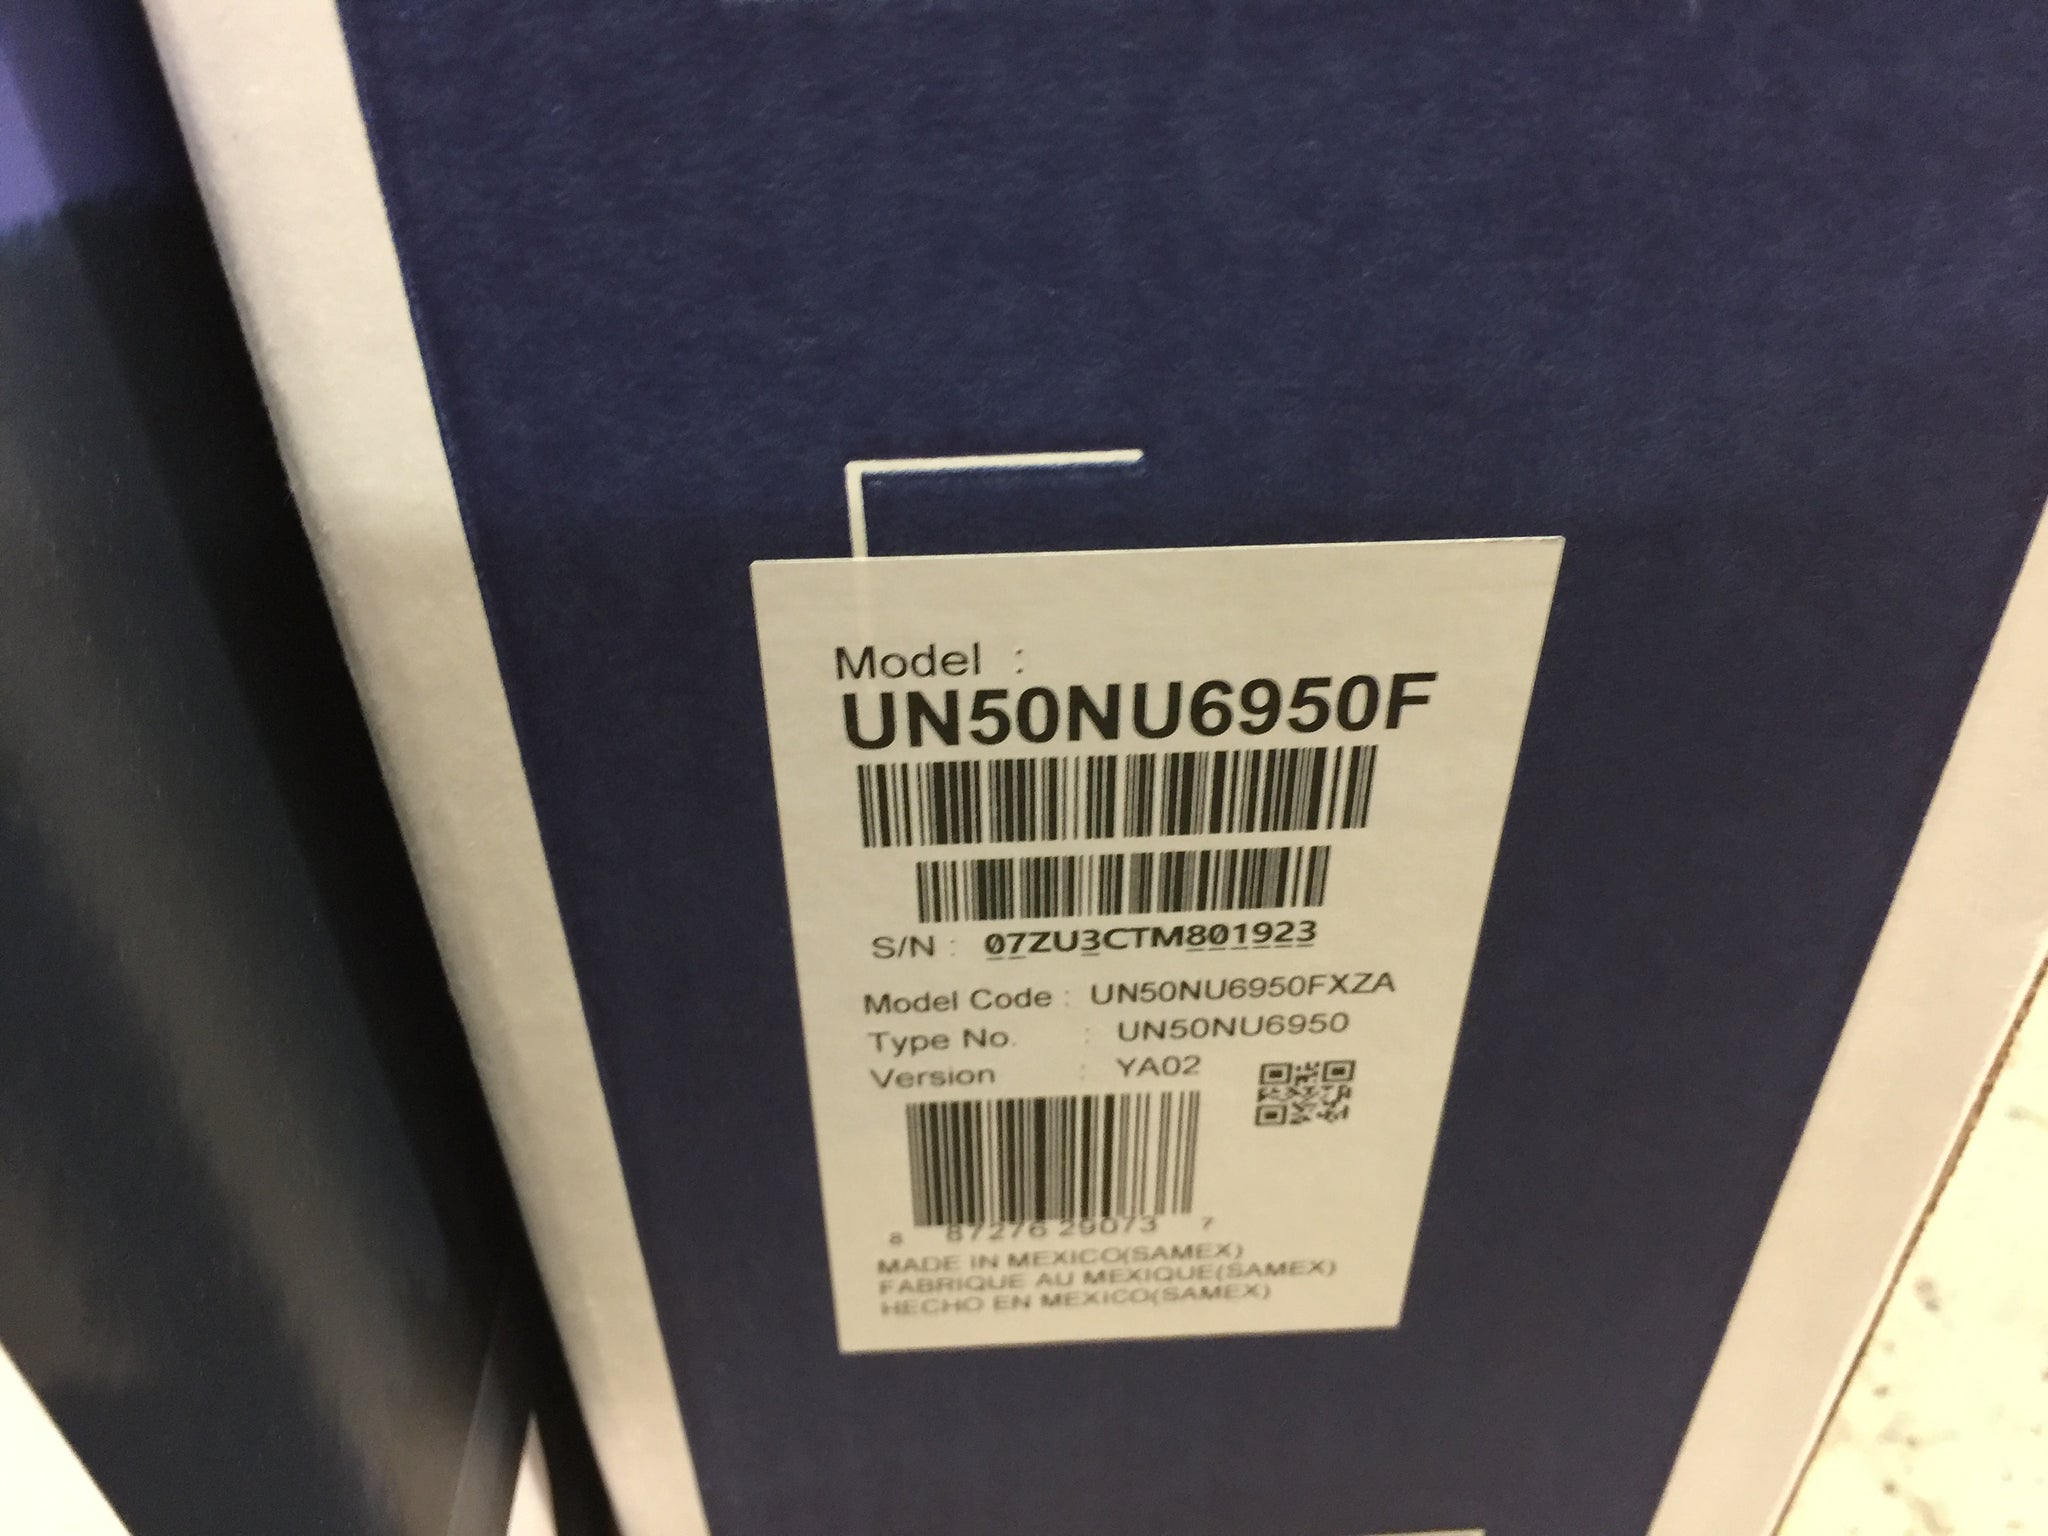 Model :
UN50NU6950F
S/N : 07ZU3CTM801923
Model Code : UN50NU6950FXZA
Type No. : UN50NU6950
Version : YA02
8 87276 29073 7
MADE IN MEXICO(SAMEX)
FABRIQUE AU MEXIQUE(SAMEX)
HECHO EN MEXICO(SAMEX)